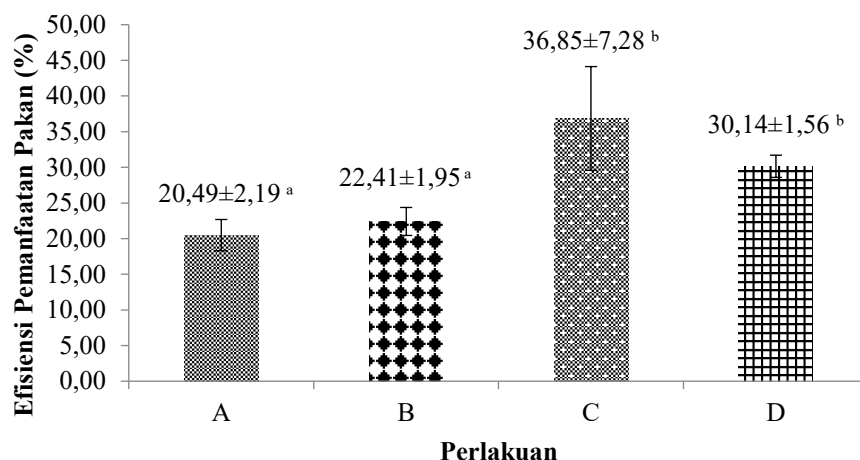 Efisiensi Pemanfaatan Pakan (%)
50,00
45,00
40,00
35,00
30,00
25,00
20,00
15,00
10,00
5,00
0,00
20,49±2,19 ᵃ
22,41±1,95 ᵃ
36,85±7,28 ᵇ
30,14±1,56 ᵇ
A
B
C
D
Perlakuan